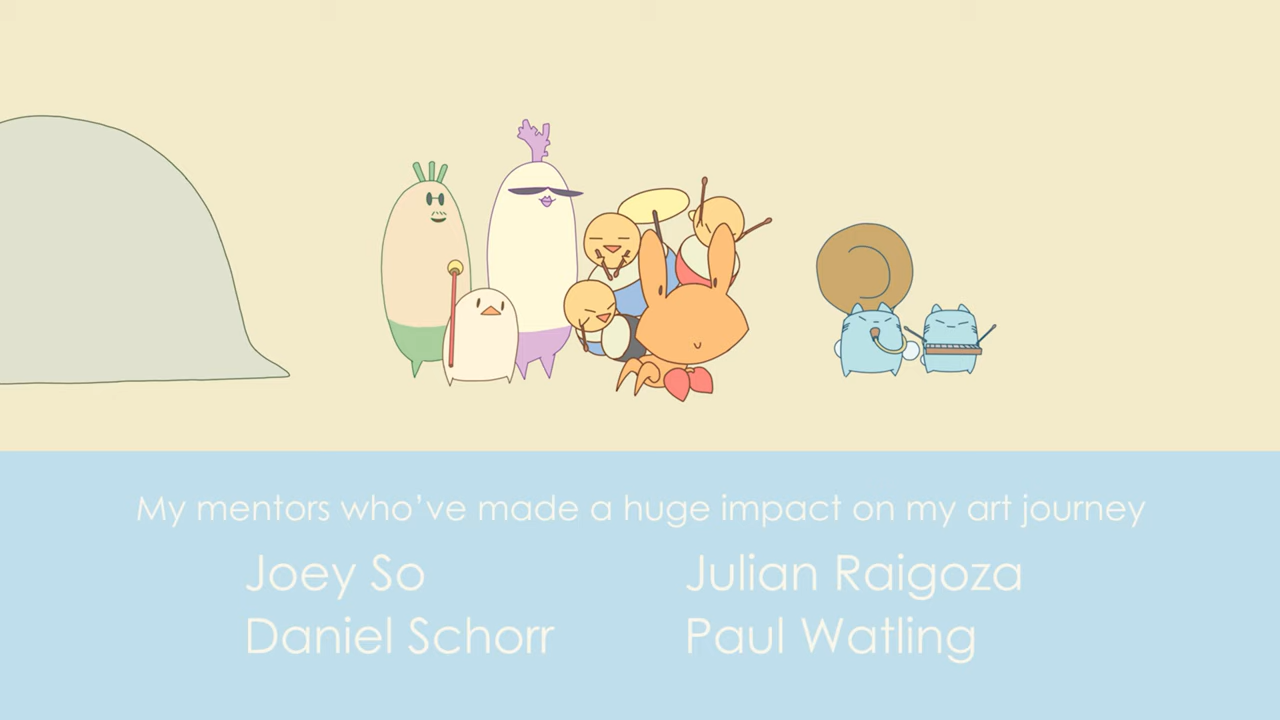 My mentors who've made a huge impact on my art journey
Joey So
Julian Raigoza
Daniel Schorr
Paul Watling